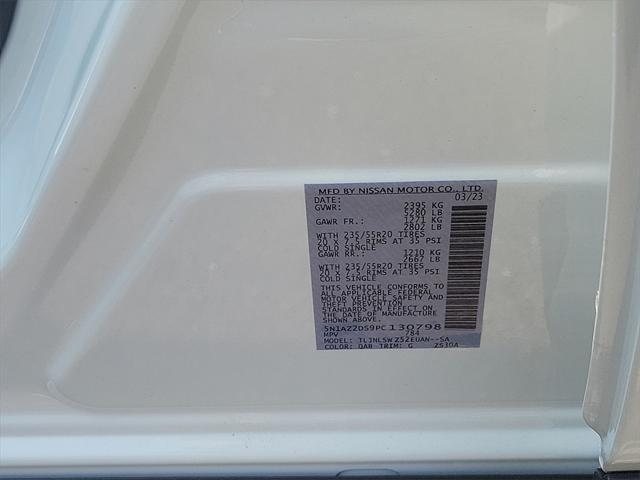 MFD BY NISSAN MOTOR CO., LTD.
DATE: 03/23
GVWR: 2395 KG
5280 LB
GAWR FR.: 1271 KG
2802 LB
WITH 235/55R20 TIRES
20 X 7.5 RIMS AT 35 PSI
COLD SINGLE
GAWR RR.: 1210 KG
2667 LB
WITH 235/55R20 TIRES
20 X 7.5 RIMS AT 35 PSI
COLD SINGLE
THIS VEHICLE CONFORMS TO
ALL APPLICABLE FEDERAL
MOTOR VEHICLE SAFETY AND
THEFT PREVENTION
STANDARDS IN EFFECT ON
THE DATE OF MANUFACTURE
SHOWN ABOVE.
5N1AZ2DS9PC130798
MPV 784
MODEL: TLJNLSWZ52EUAN--SA
COLOR: QAB TRIM: G Z530A